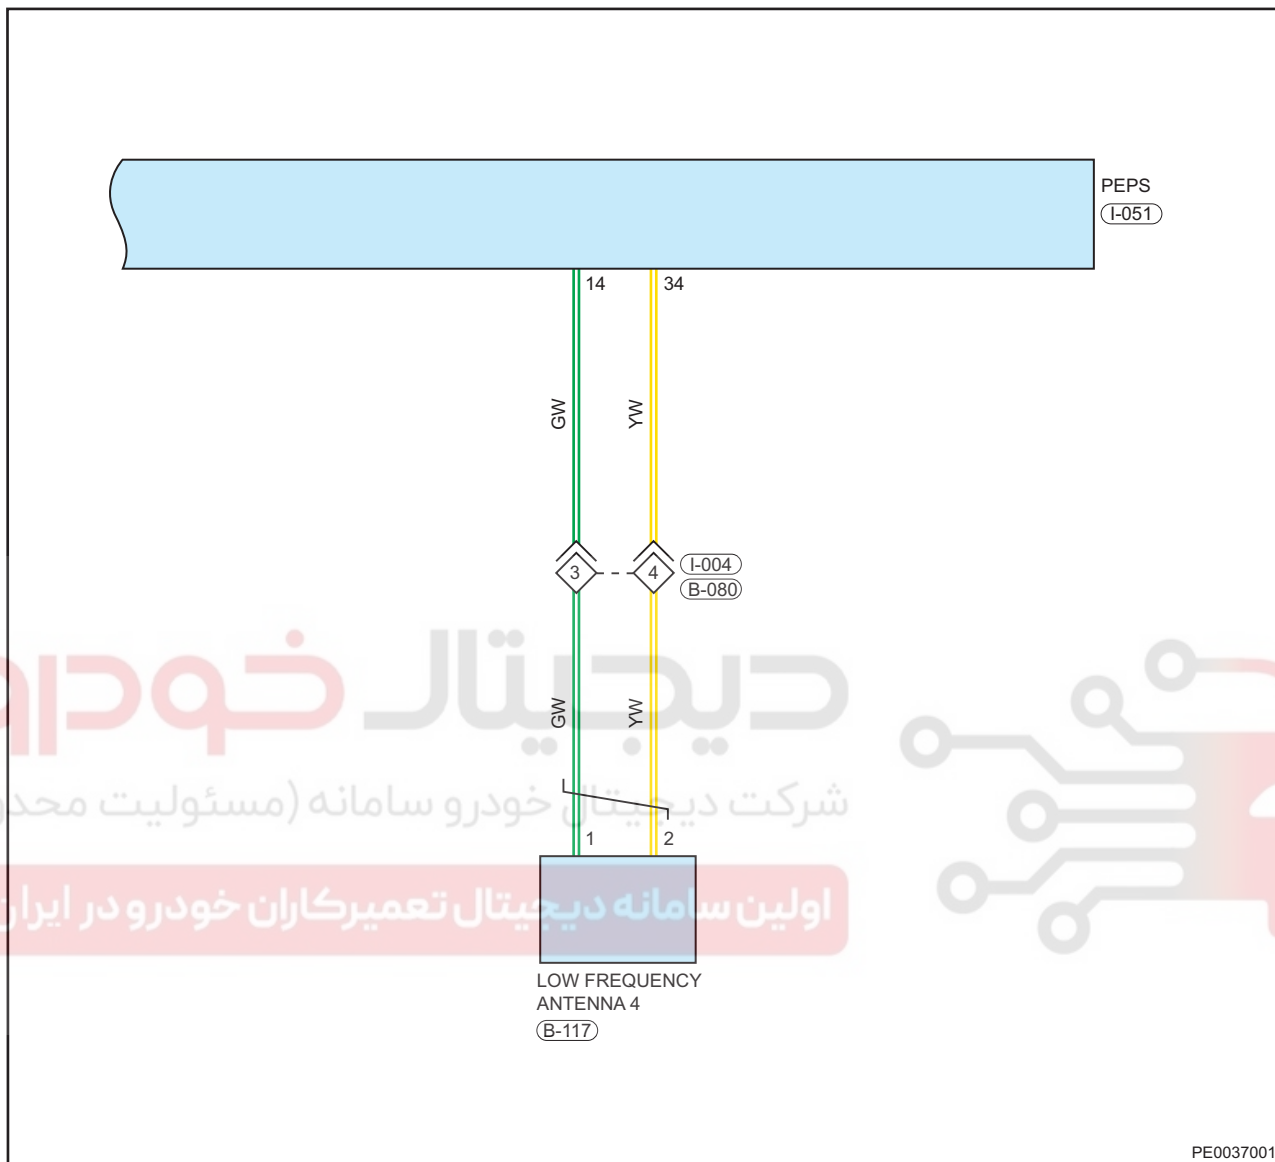 PEPS
I-051
14
34
GW
YW
3
4
I-004
B-080
GW
YW
دیجیتال خودرو
شرکت دیجیتال خودرو سامانه (مسئولیت محدو
1
2
اولین سامانه دیجیتال تعمیرکاران خودرو در ایران
LOW FREQUENCY
ANTENNA 4
B-117
PE0037001